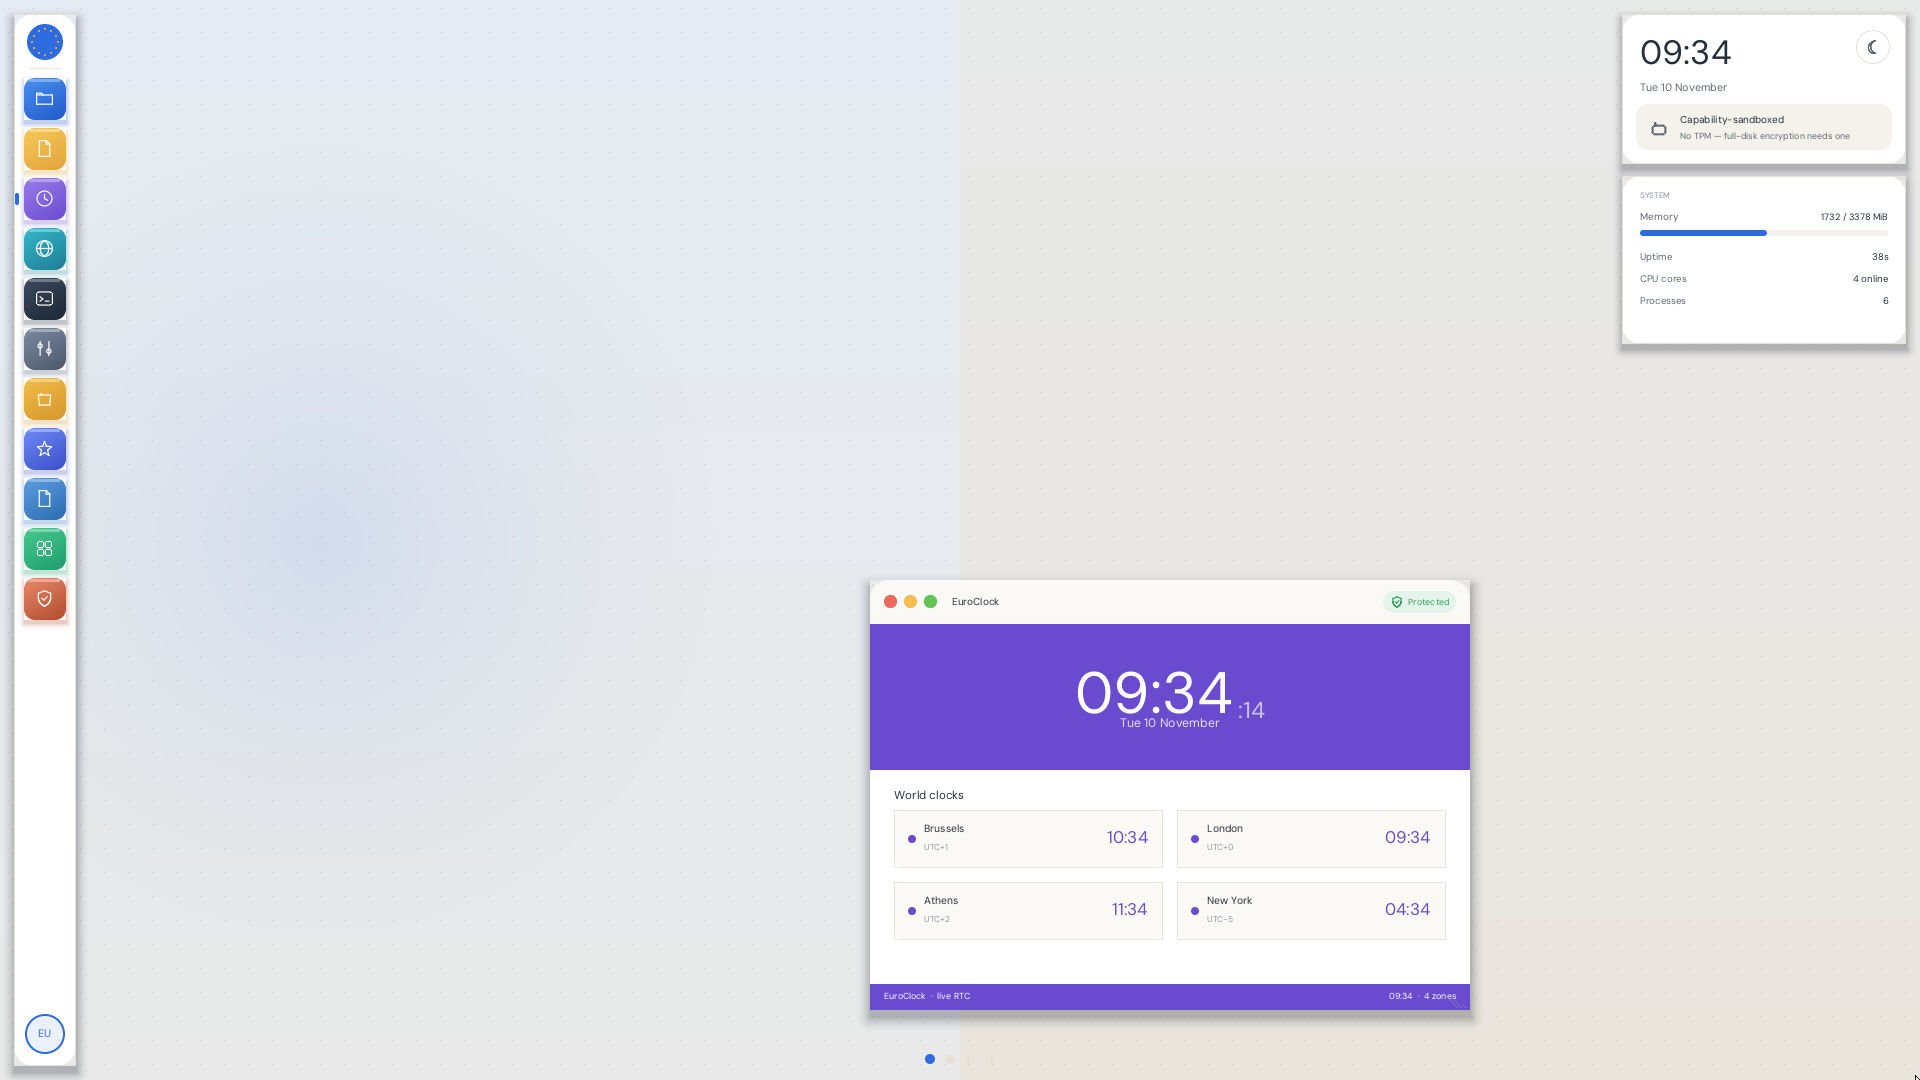 09:34
Tue 10 November
Capability-sandboxed
No TPM — full-disk encryption needs one
SYSTEM
Memory 1732 / 3378 MiB
Uptime 38s
CPU cores 4 online
Processes 6
EuroClock Protected
09:34 :14
Tue 10 November
World clocks
Brussels
UTC+1
10:34
London
UTC+0
09:34
Athens
UTC+2
11:34
New York
UTC-5
04:34
EuroClock · live RTC 09:34 · 4 zones
EU